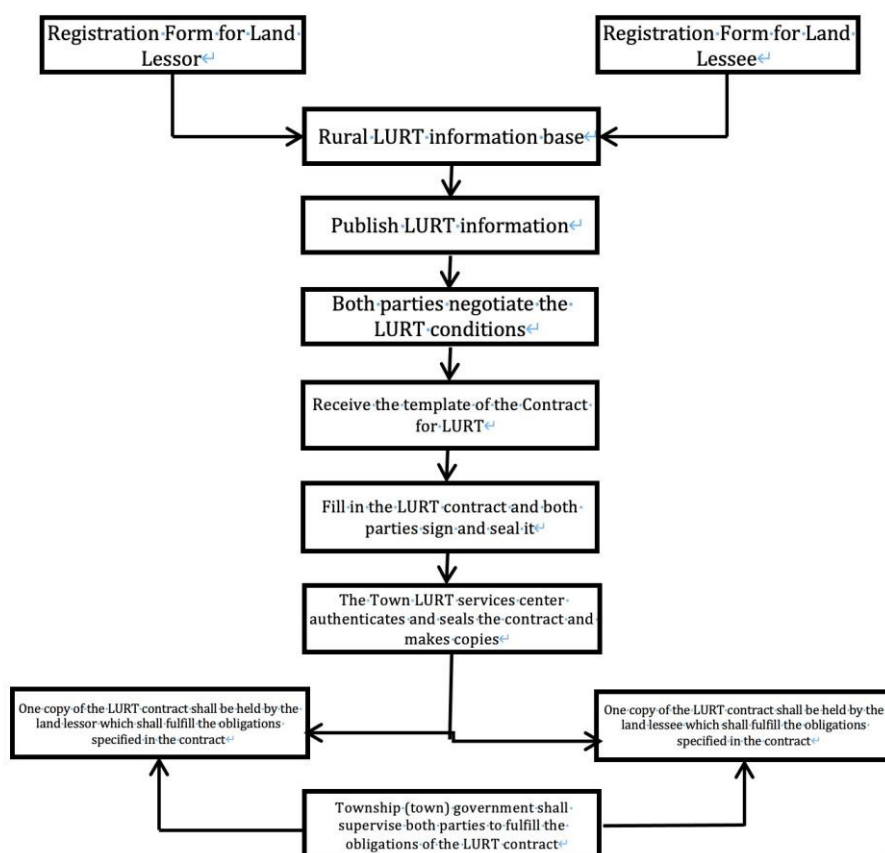 Registration Form for Land
Lessor
Registration Form for Land
Lessee
Rural LURT information base
Publish LURT information
Both parties negotiate the
LURT conditions
Receive the template of the Contract
for LURT
Fill in the LURT contract and both
parties sign and seal it
The Town LURT services center
authenticates and seals the contract and
makes copies
One copy of the LURT contract shall be held by the
land lessor which shall fulfill the obligations
specified in the contract
One copy of the LURT contract shall be held by the
land lessee which shall fulfill the obligations
specified in the contract
Township (town) government shall
supervise both parties to fulfill the
obligations of the LURT contract